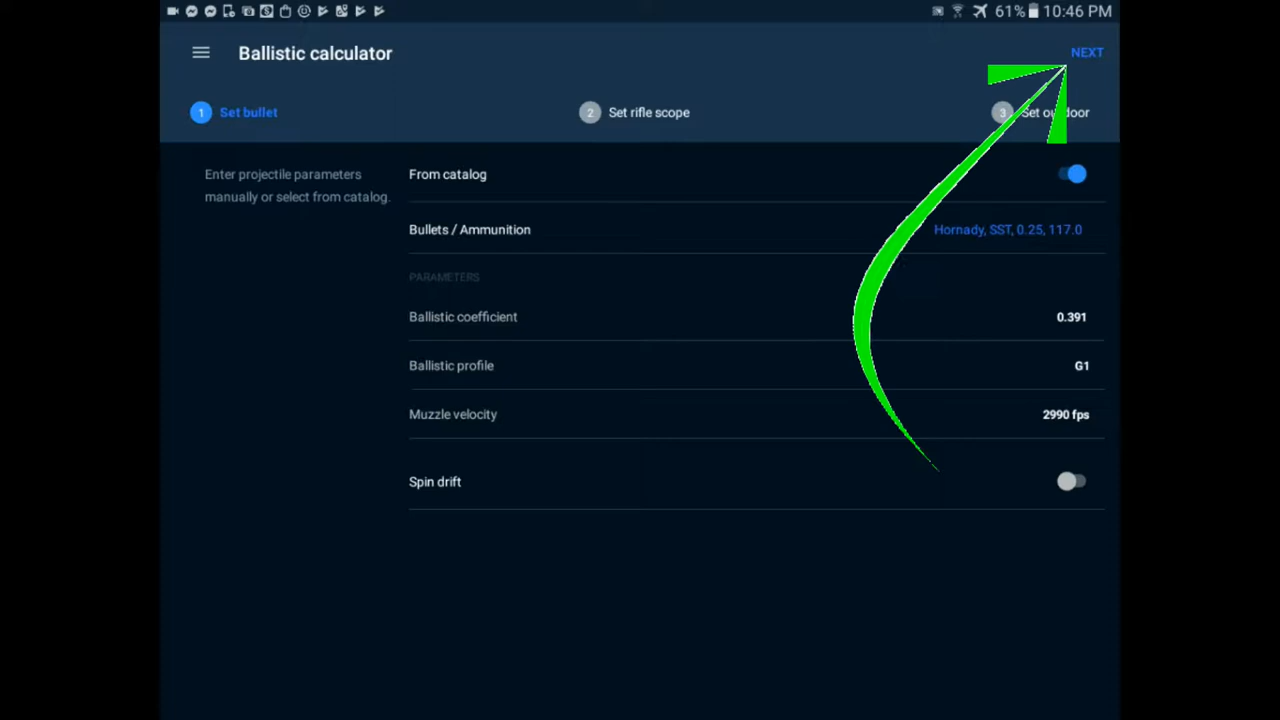 61% 10:46 PM
Ballistic calculator
NEXT
1 Set bullet
2 Set rifle scope
3 Set outdoor
Enter projectile parameters
manually or select from catalog.
From catalog
Bullets / Ammunition
Hornady, SST, 0.25, 117.0
PARAMETERS
Ballistic coefficient
0.391
Ballistic profile
G1
Muzzle velocity
2990 fps
Spin drift